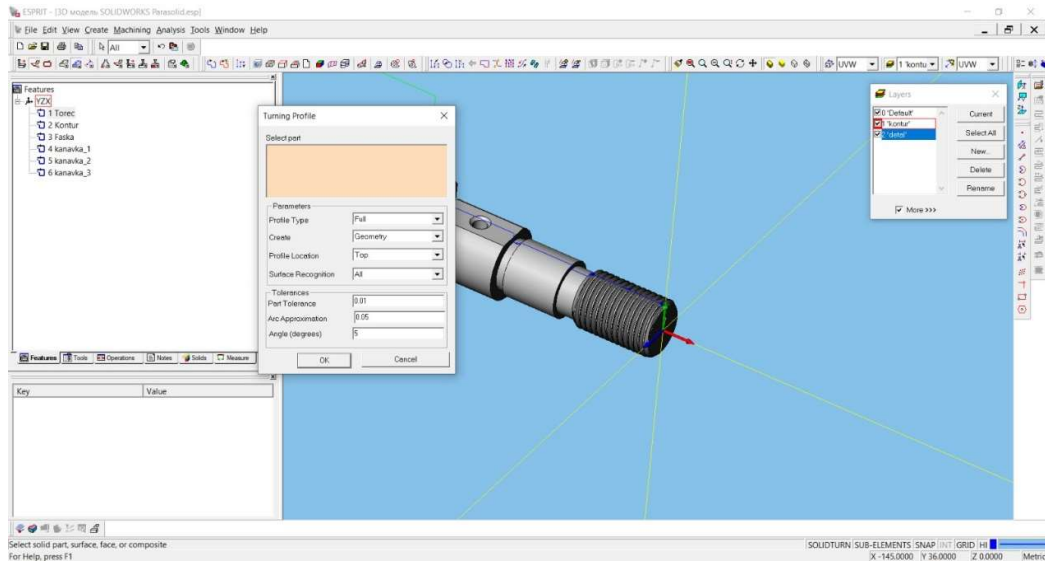 ESPRIT - [3D модель SOLIDWORKS Parasolid.esp]
File Edit View Create Machining Analysis Tools Window Help
All
UVW
1 'kontu
UVW
Features
YZX
1 Torec
2 Kontur
3 Faska
4 kanavka_1
5 kanavka_2
6 kanavka_3
Turning Profile
Select part
Parameters
Profile Type Full
Create Geometry
Profile Location Top
Surface Recognition All
Tolerances
Part Tolerance 0.01
Arc Approximation 0.05
Angle (degrees) 5
OK Cancel
Layers
0 'Default'
1 'kontur'
2 'detel'
Current
Select All
New...
Delete
Rename
More >>>
Features Tools Operations Notes Solids Measure
Key Value
Select solid part, surface, face, or composite
SOLIDTURN SUB-ELEMENTS SNAP INT GRID HI
For Help, press F1
X -145.0000 Y 36.0000 Z 0.0000 Metric